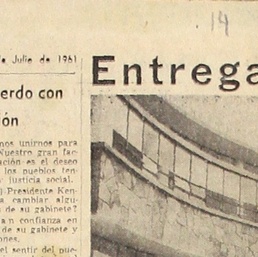 14
de Julio de 1961
Entrega
erdo con
ón
nos unirnos para
Nuestro gran fac-
ación es el deseo
los pueblos ten-
justicia social.
l Presidente Ken-
a cambiar algu-
de su gabinete?
n confianza en
de su gabinete y
ones.
el sentir del pue-